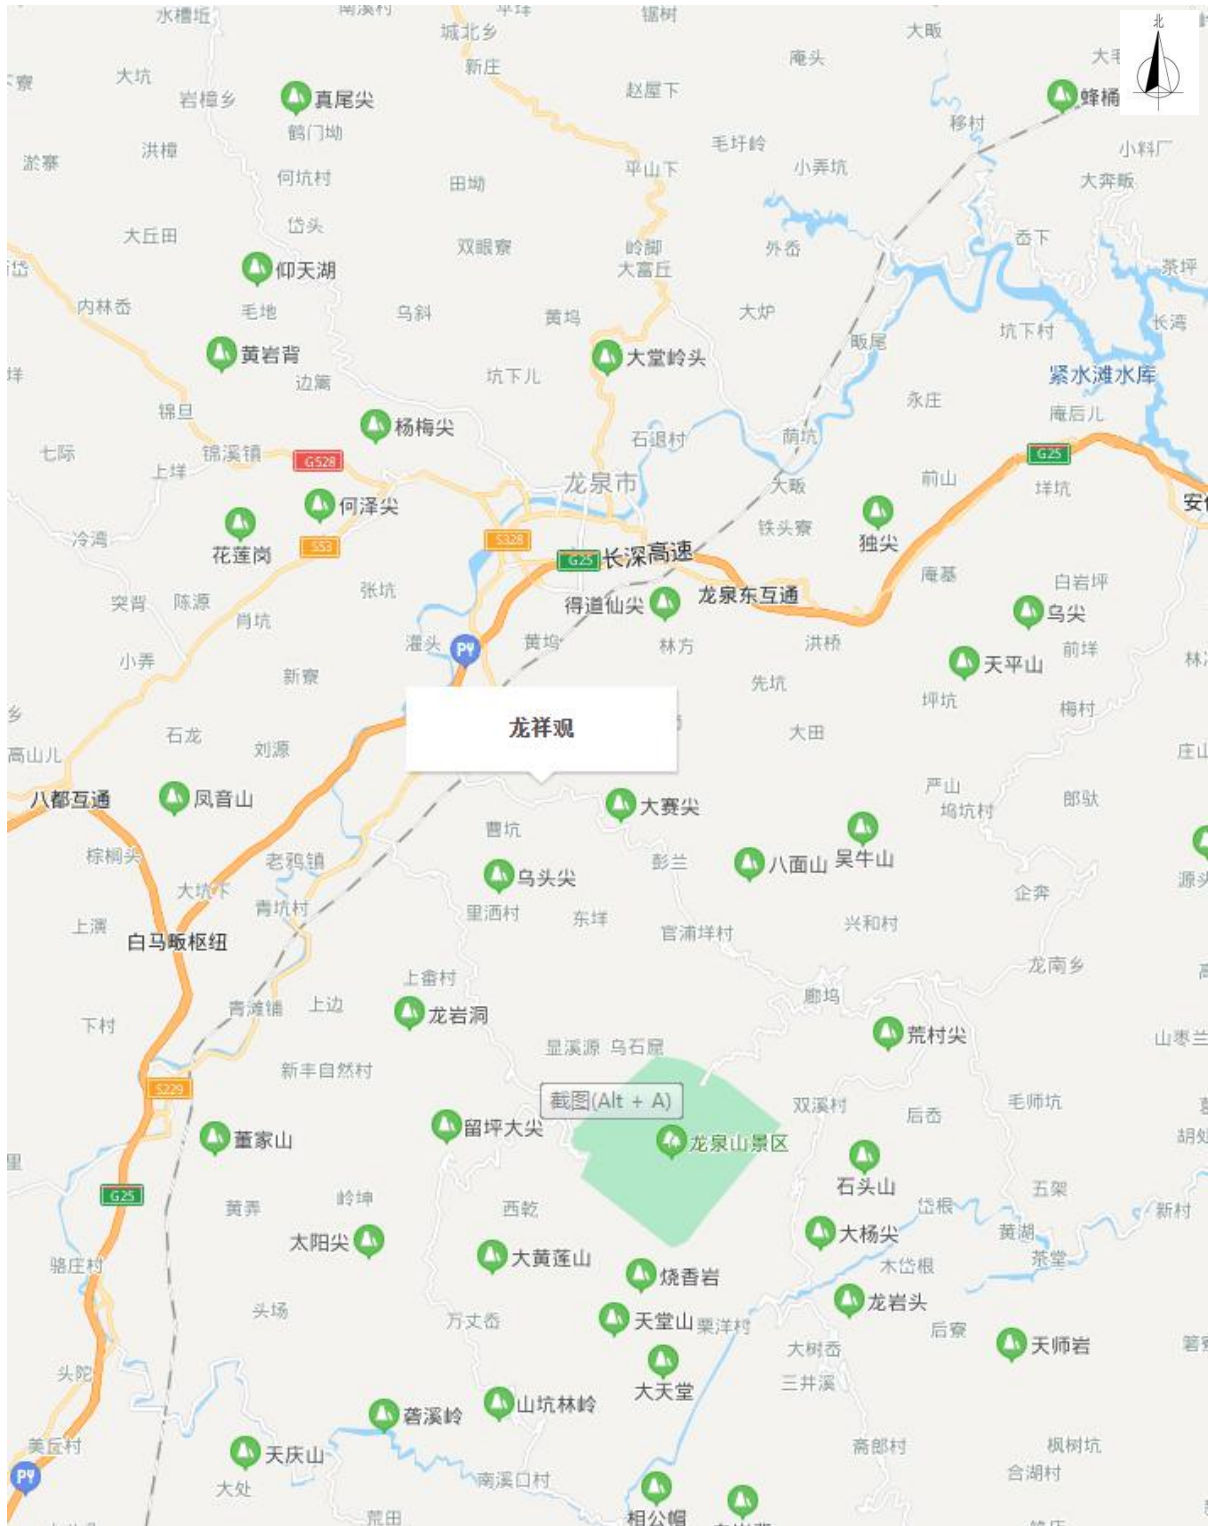 水槽垢
南溪村
城北乡
锯树
大畈
北
新庄
庵头
大坑
岩樟乡
真尾尖
赵屋下
蜂桶
鹤门坳
移村
洪樟
毛圩岭
小料厂
淤寨
何坑村
田坳
平山下
小弄坑
大奔畈
岱头
大丘田
双眼寮
岭脚
外岙
岙下
仰天湖
大富丘
茶坪
内林岙
毛地
乌斜
黄坞
大炉
长湾
坑下村
黄岩背
大堂岭头
畈尾
边篱
坑下儿
紧水滩水库
锦旦
永庄
庵后儿
杨梅尖
石退村
荫坑
七际
锦溪镇
G528
G25
上垟
龙泉市
大畈
前山
垟坑
何泽尖
独尖
冷湾
花莲岗
S53
S328
铁头寮
G25
长深高速
张坑
得道仙尖
龙泉东互通
庵基
白岩坪
突背
陈源
肖坑
灌头
黄坞
林方
洪桥
乌尖
小弄
新寮
先坑
天平山
前垟
坪坑
梅村
石龙
刘源
龙祥观
大田
高山儿
八都互通
凤音山
大赛尖
严山
坞坑村
郎驮
棕榈头
老鸦镇
曹坑
彭兰
八面山
吴牛山
大坑下
乌头尖
企奔
青坑村
里洒村
东垟
官浦垟村
兴和村
上濱
白马畈枢纽
上畲村
龙南乡
廊坞
青滩铺
上边
龙岩洞
下村
荒村尖
显溪源
乌石窟
新丰自然村
S229
截图(Alt + A)
双溪村
后岙
毛师坑
董家山
留坪大尖
龙泉山景区
石头山
G25
黄弄
岭坤
西乾
岱根
五架
新村
太阳尖
大黄莲山
大杨尖
黄湖
茶堂
骆庄村
烧香岩
木岱根
头场
万丈岙
天堂山
栗洋村
龙岩头
后寮
天师岩
头陀
大天堂
大树岙
三井溪
砻溪岭
山坑林岭
美丘村
天庆山
斋郎村
枫树坑
大处
南溪口村
合湖村
荒田
相公帽